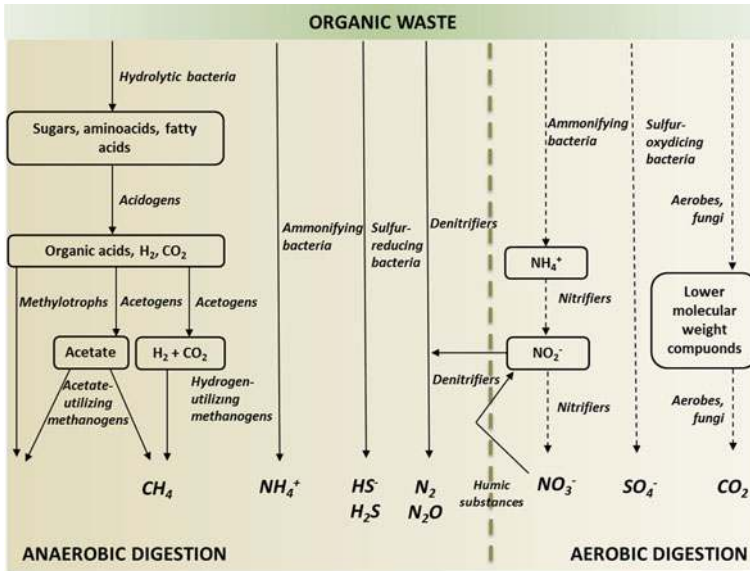 ORGANIC WASTE
Hydrolytic bacteria
Sugars, aminoacids, fatty
acids
Acidogens
Organic acids, H₂, CO₂
Methylotrophs
Acetogens
Acetogens
Acetate
H₂ + CO₂
Acetate-
utilizing
methanogens
Hydrogen-
utilizing
methanogens
CH₄
Ammonifying
bacteria
NH₄⁺
Sulfur-
reducing
bacteria
HS⁻
H₂S
Denitrifiers
Denitrifiers
N₂
N₂O
Humic
substances
Ammonifying
bacteria
NH₄⁺
Nitrifiers
NO₂⁻
Nitrifiers
NO₃⁻
Sulfur-
oxydicing
bacteria
SO₄⁻
Aerobes,
fungi
Lower
molecular
weight
compuonds
Aerobes,
fungi
CO₂
ANAEROBIC DIGESTION
AEROBIC DIGESTION